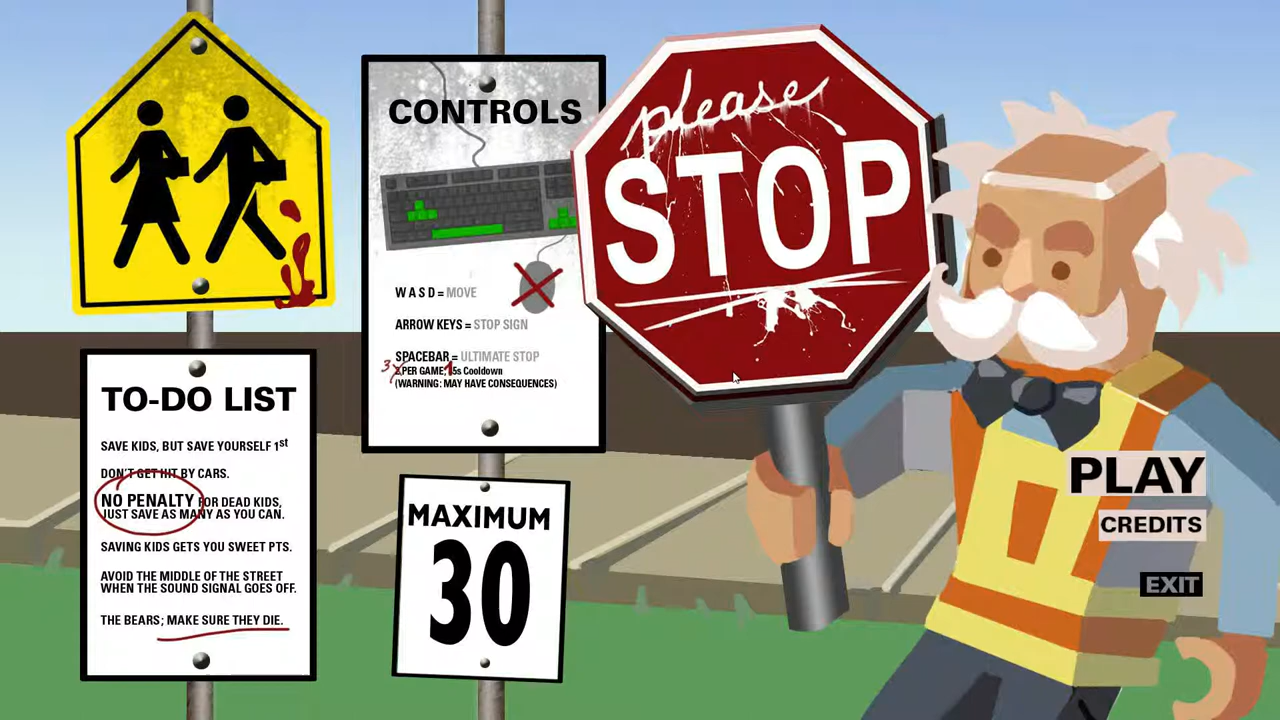 TO-DO LIST
SAVE KIDS, BUT SAVE YOURSELF 1st
DON'T GET HIT BY CARS.
NO PENALTY FOR DEAD KIDS,
JUST SAVE AS MANY AS YOU CAN.
SAVING KIDS GETS YOU SWEET PTS.
AVOID THE MIDDLE OF THE STREET
WHEN THE SOUND SIGNAL GOES OFF.
THE BEARS; MAKE SURE THEY DIE.
CONTROLS
W A S D = MOVE
ARROW KEYS = STOP SIGN
SPACEBAR = ULTIMATE STOP
3 PER GAME, 5s Cooldown
(WARNING: MAY HAVE CONSEQUENCES)
MAXIMUM
30
please
STOP
PLAY
CREDITS
EXIT